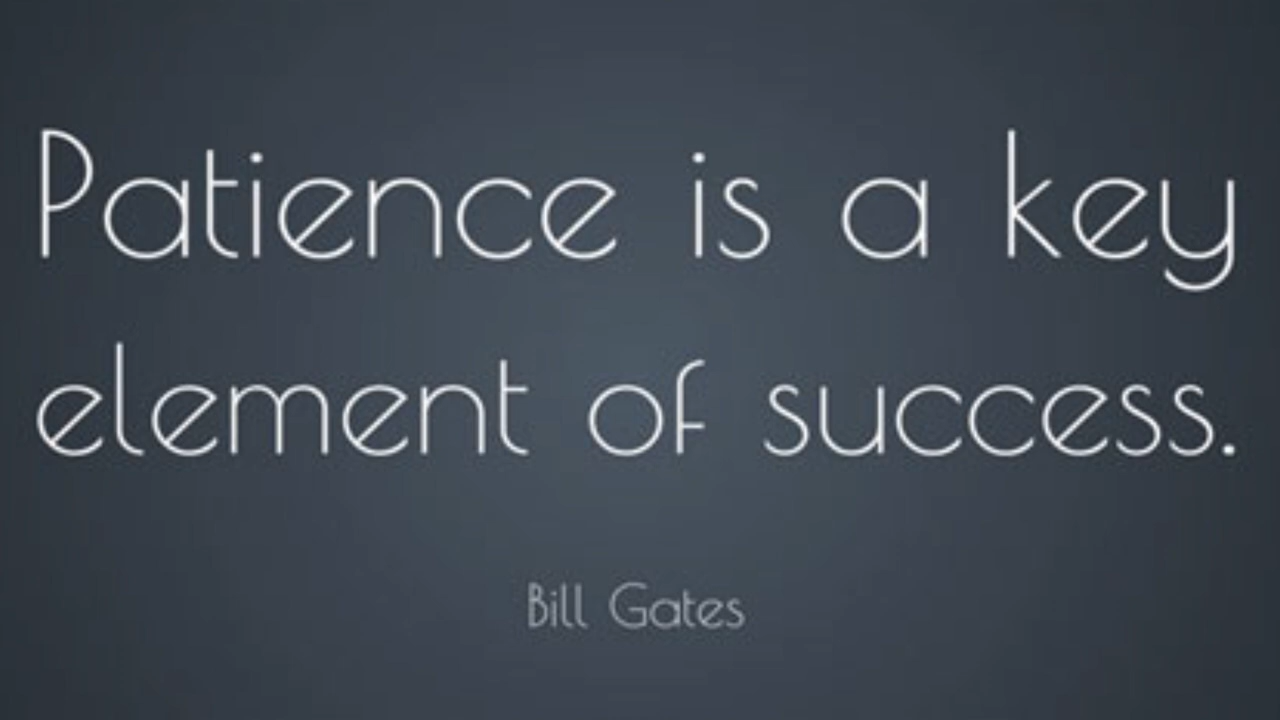 Patience is a key
element of success.
Bill Gates